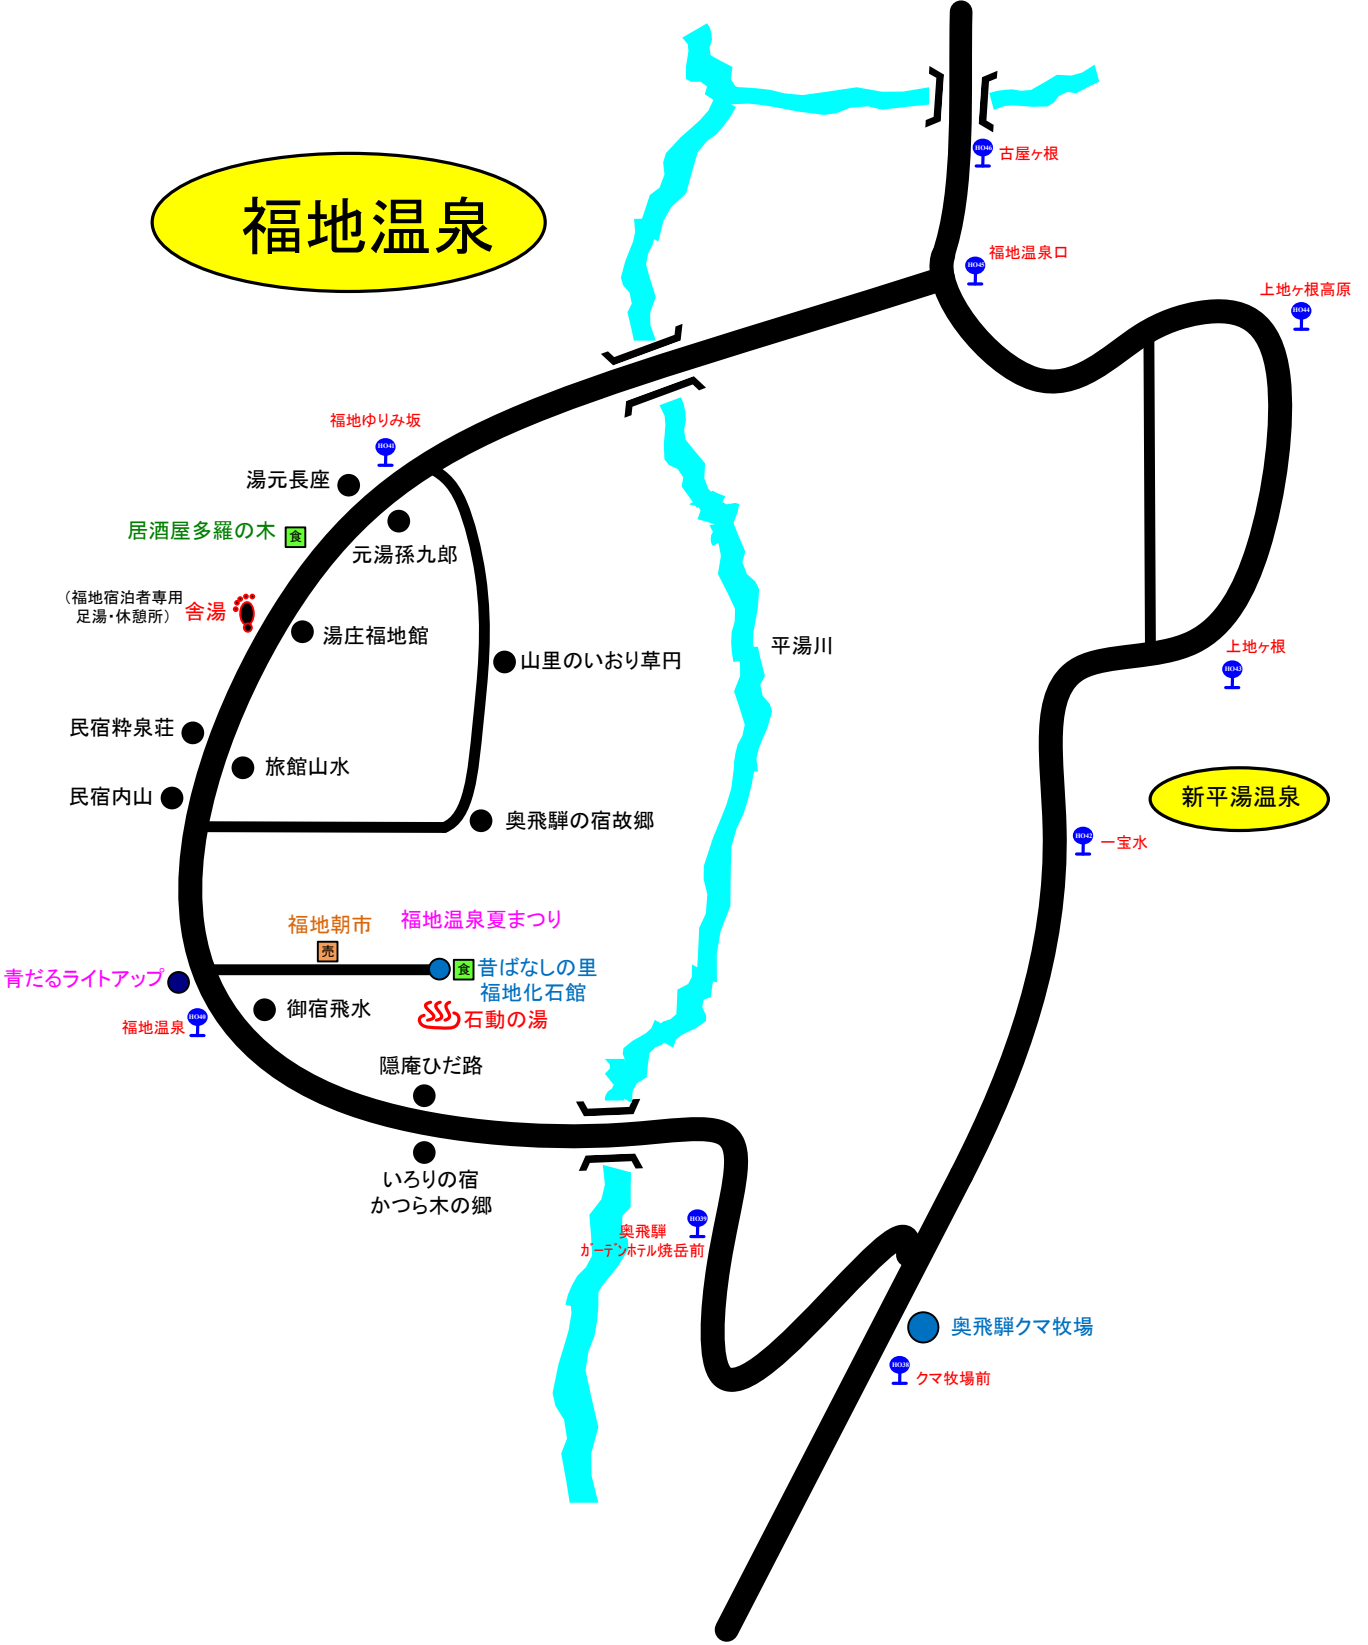 HO46
古屋ヶ根
福地温泉
福地温泉口
HO45
上地ヶ根高原
HO44
福地ゆりみ坂
HO41
湯元長座
居酒屋多羅の木
食
元湯孫九郎
（福地宿泊者専用
足湯・休憩所）
舎湯
湯庄福地館
山里のいおり草円
平湯川
上地ヶ根
HO43
民宿粋泉荘
旅館山水
民宿内山
新平湯温泉
奥飛騨の宿故郷
HO42
一宝水
福地朝市
売
福地温泉夏まつり
青だるライトアップ
食
昔ばなしの里
福地化石館
御宿飛水
石動の湯
HO40
福地温泉
隠庵ひだ路
いろりの宿
かつら木の郷
HO39
奥飛騨
ｶﾞｰﾃﾞﾝﾎﾃﾙ焼岳前
奥飛騨クマ牧場
HO38
クマ牧場前